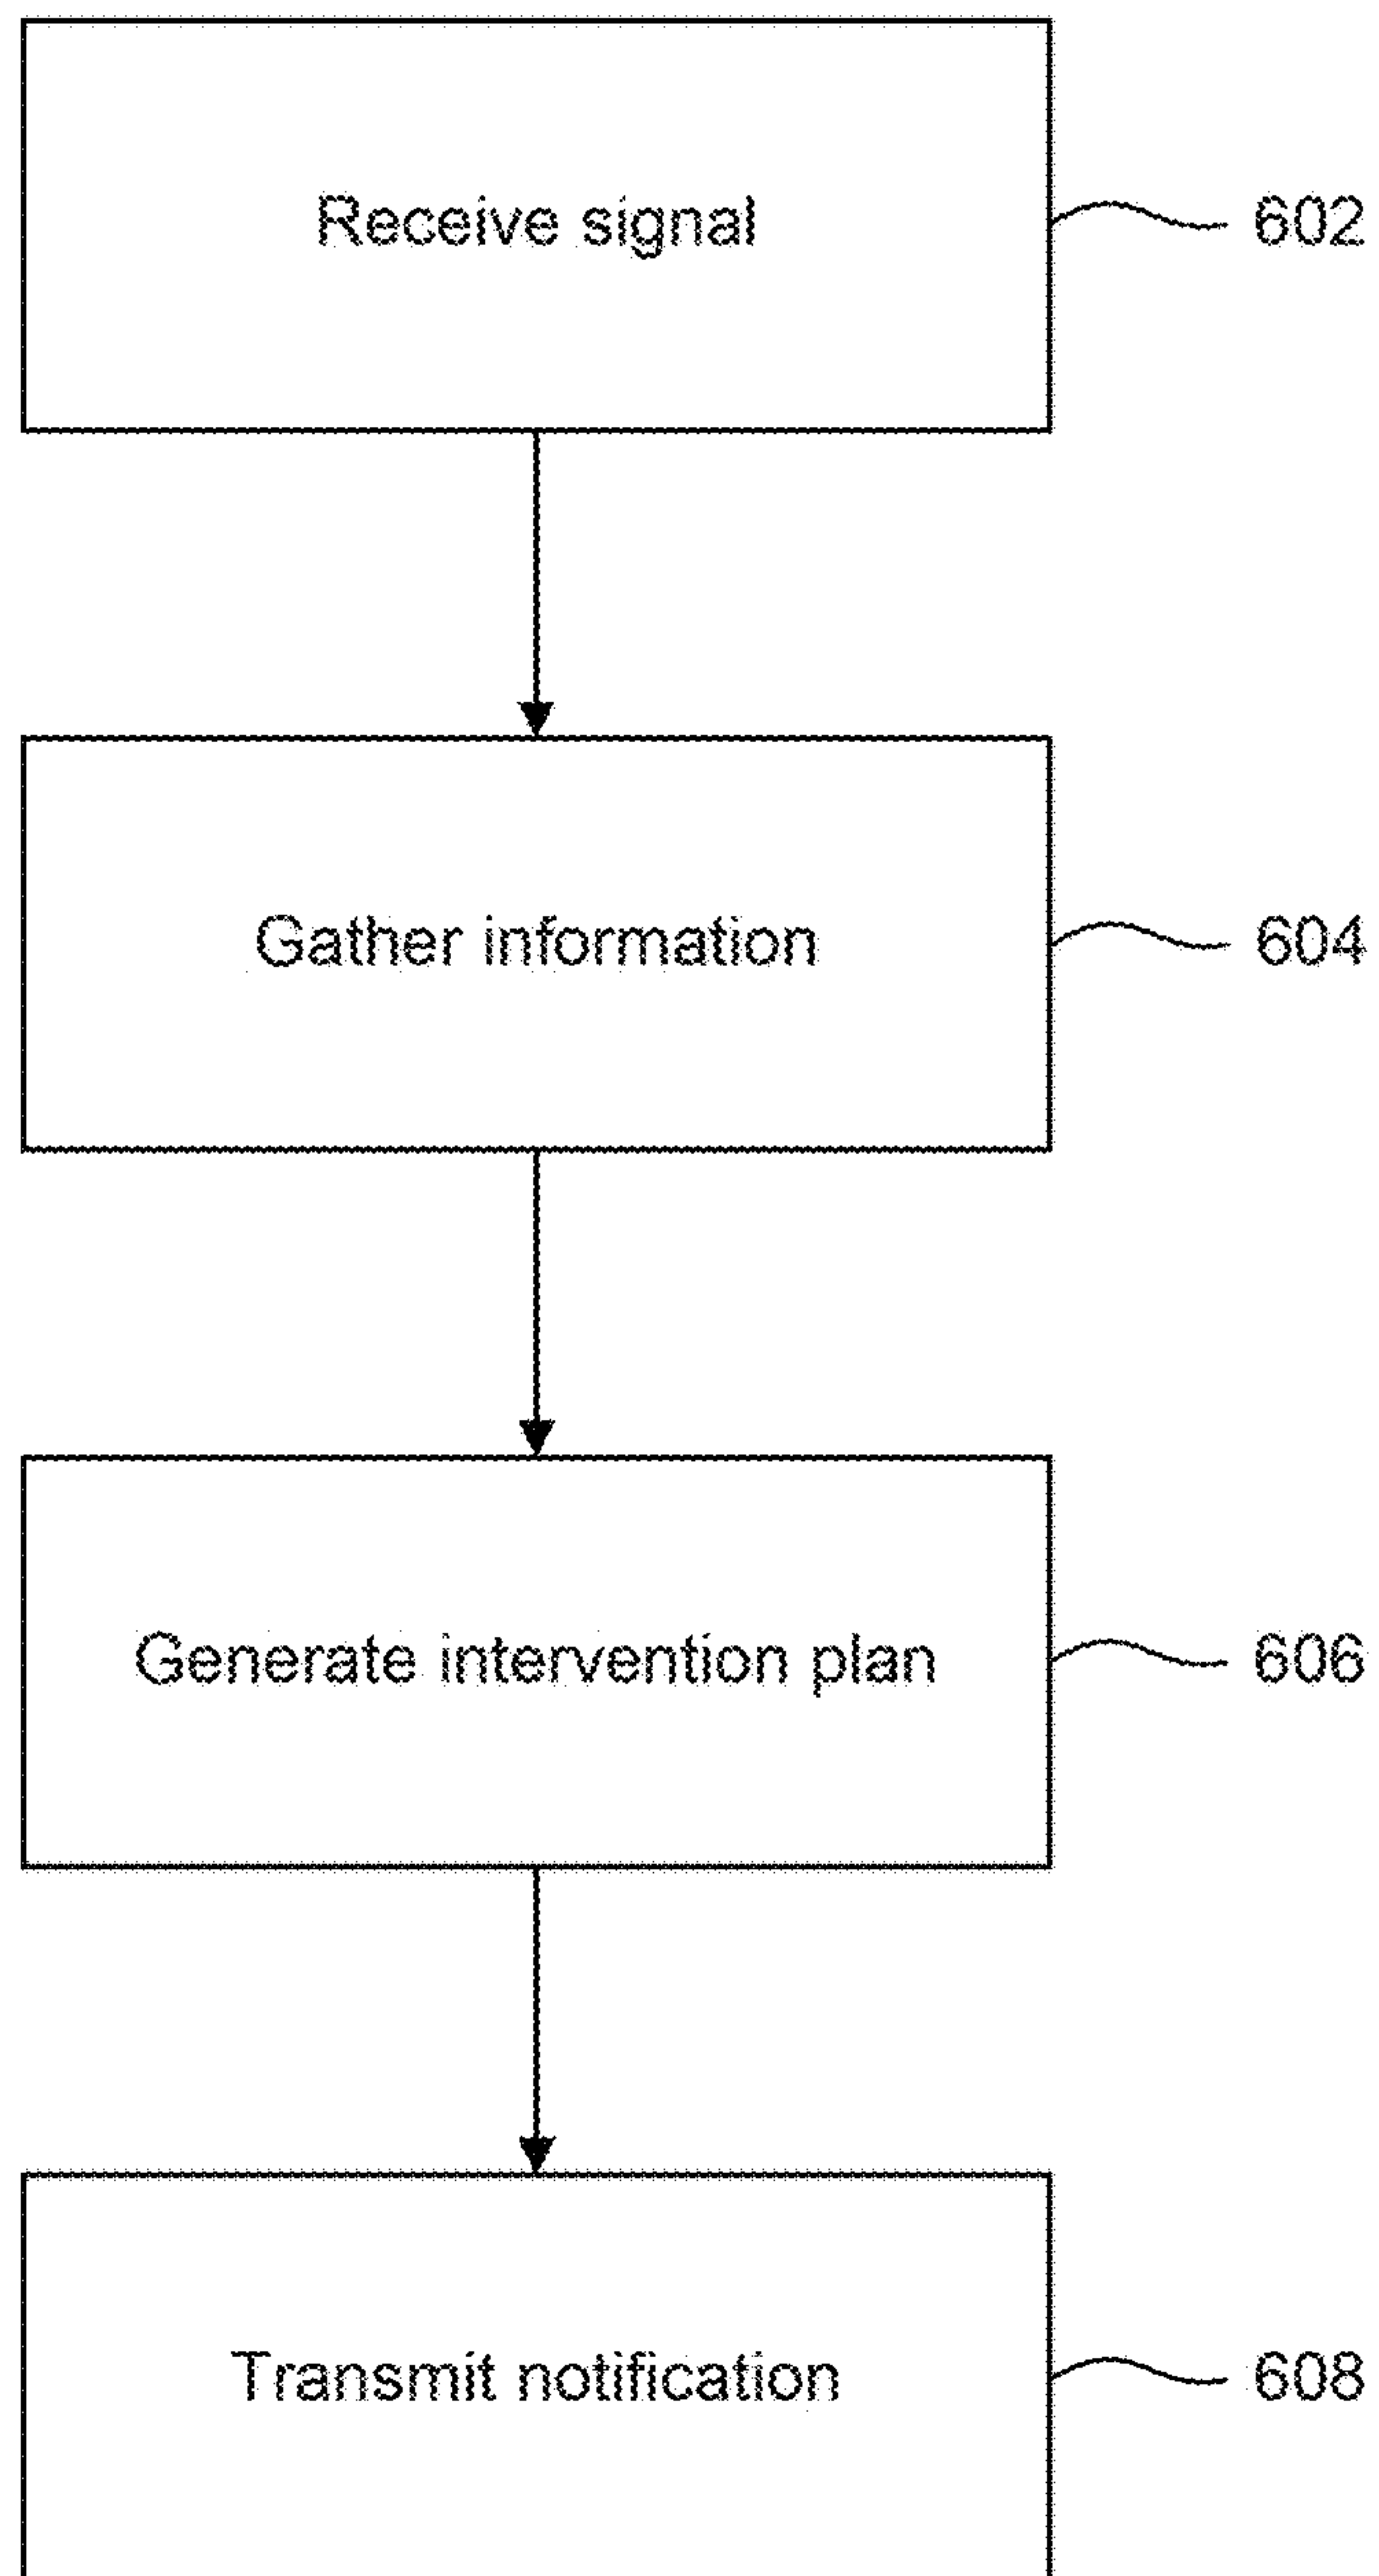 Receive signal
602
Gather information
604
Generate intervention plan
606
Transmit notification
608